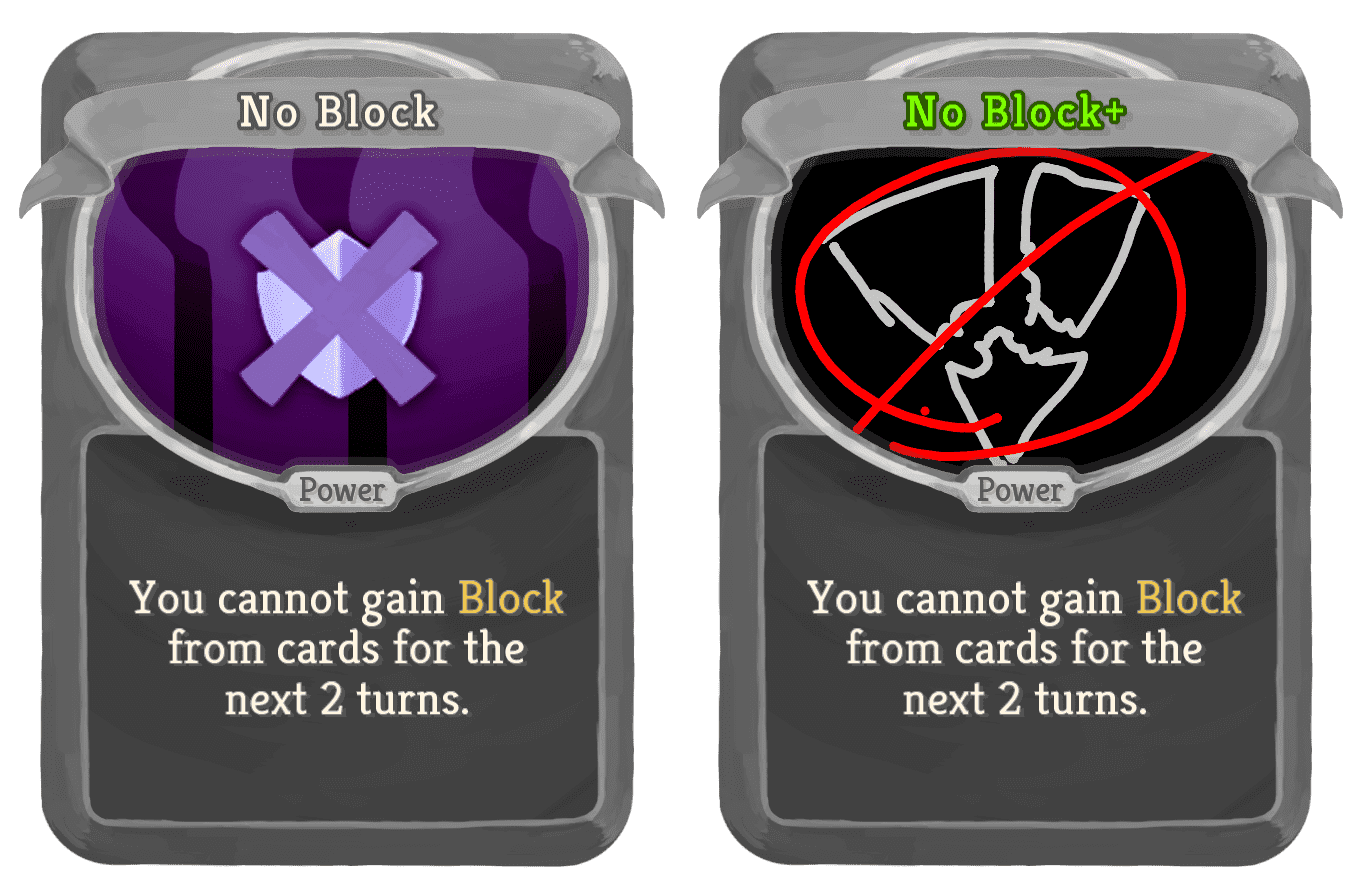 No Block
Power
You cannot gain Block
from cards for the
next 2 turns.
No Block+
Power
You cannot gain Block
from cards for the
next 2 turns.